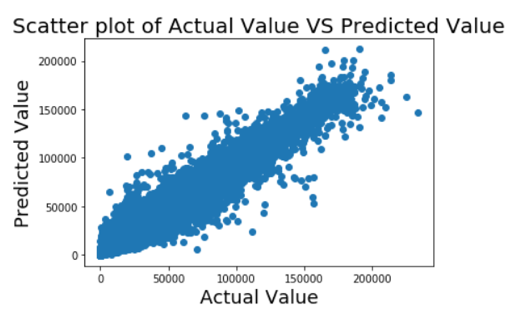 Scatter plot of Actual Value VS Predicted Value
Predicted Value
200000
150000
100000
50000
0
0 50000 100000 150000 200000
Actual Value